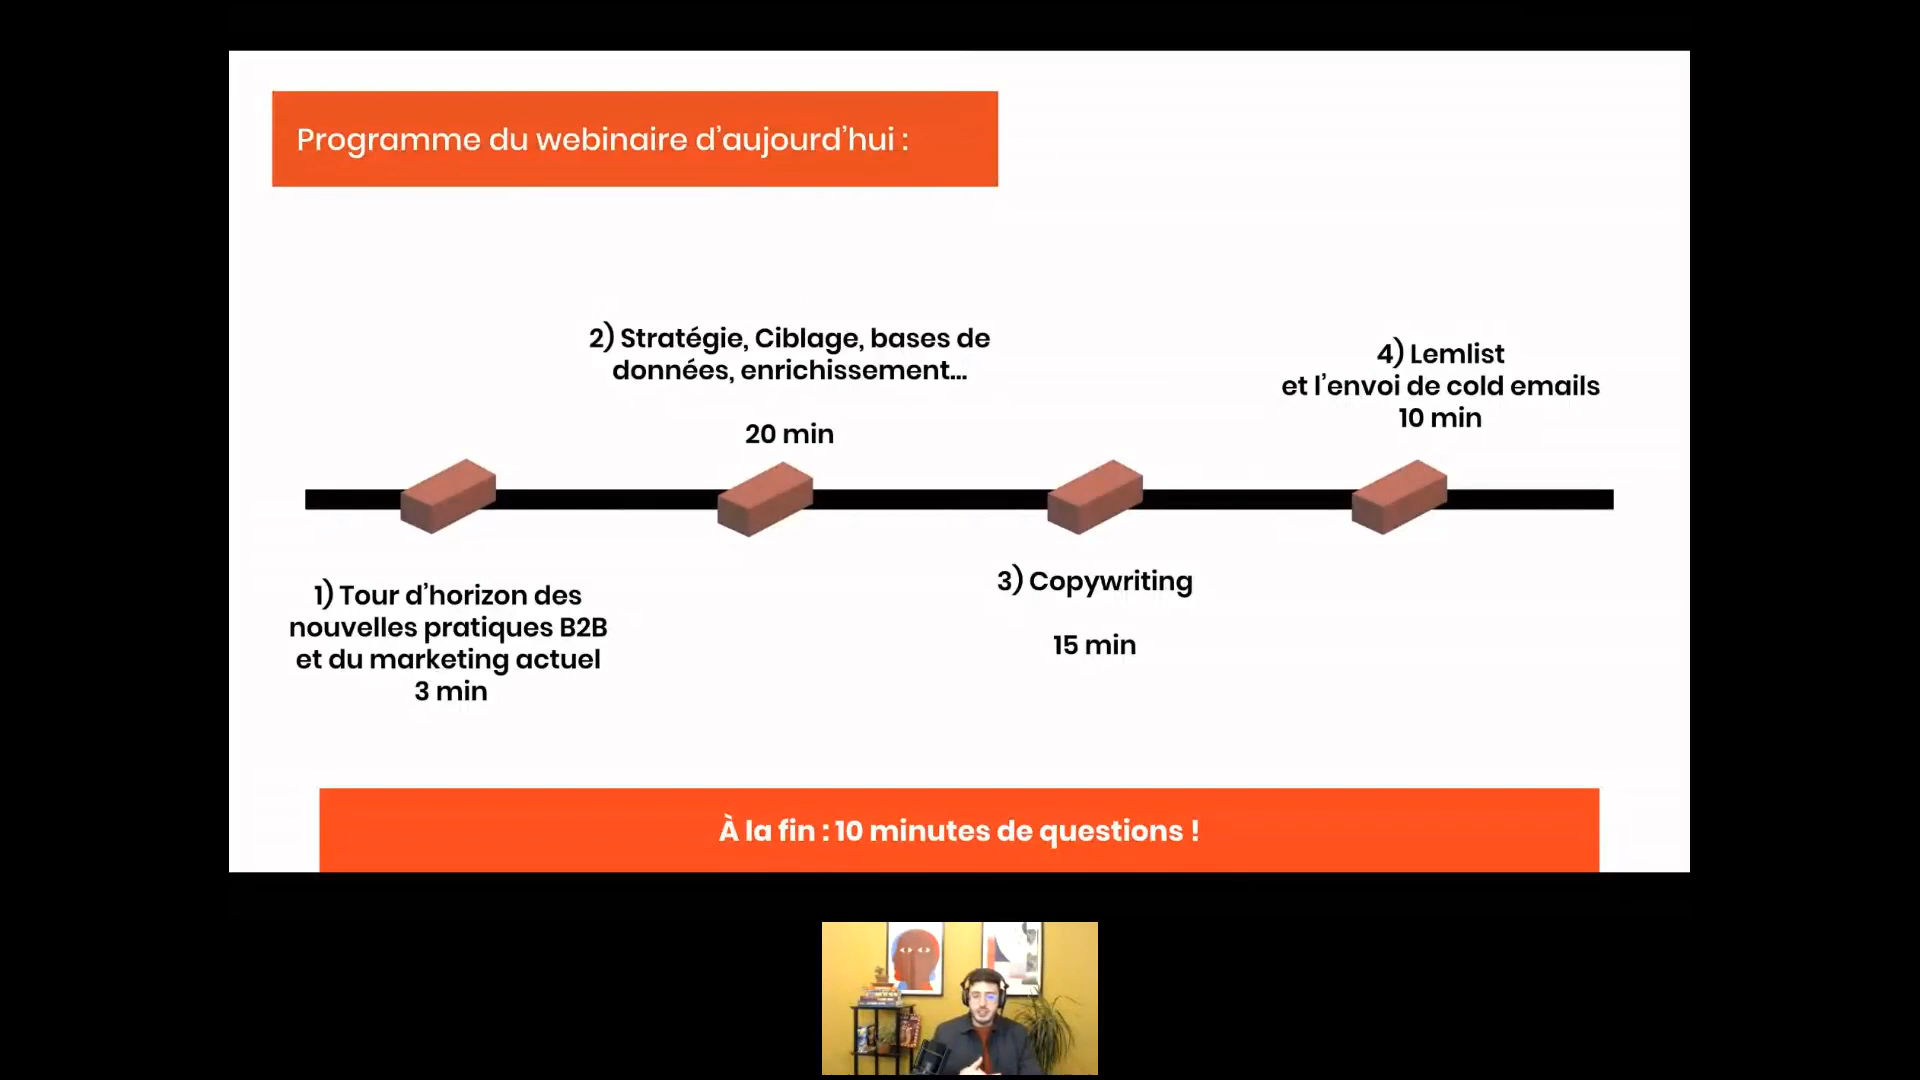 Programme du webinaire d’aujourd’hui :
1) Tour d’horizon des
nouvelles pratiques B2B
et du marketing actuel
3 min
2) Stratégie, Ciblage, bases de
données, enrichissement...
20 min
3) Copywriting
15 min
4) Lemlist
et l’envoi de cold emails
10 min
À la fin : 10 minutes de questions !